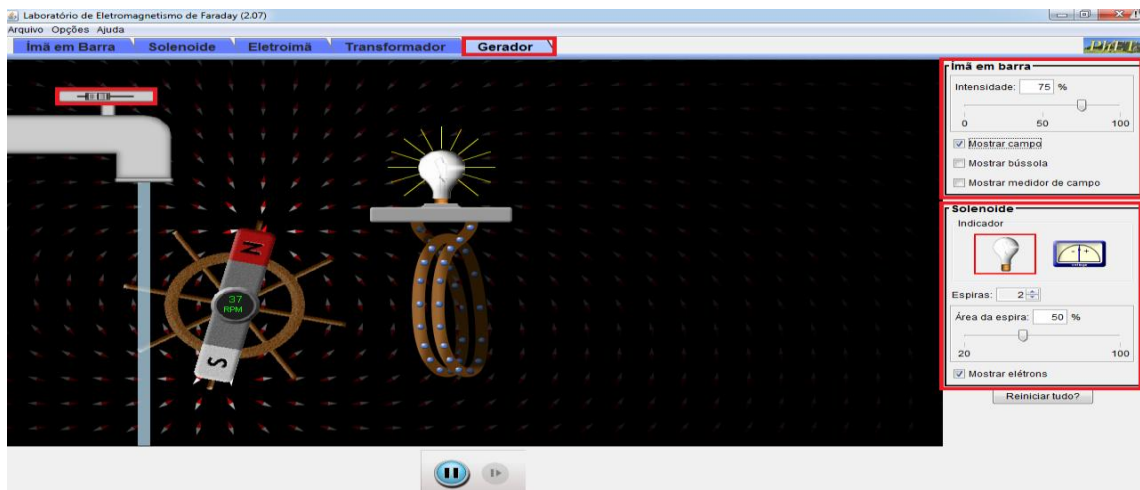 Laboratório de Eletromagnetismo de Faraday (2.07)
Arquivo Opções Ajuda
Ímã em Barra Solenoide Eletroimã Transformador Gerador
PhET
Ímã em barra
Intensidade: 75 %
0 50 100
Mostrar campo
Mostrar bússola
Mostrar medidor de campo
N
37
RPM
S
Solenoide
Indicador
- +
Espiras: 2
Área da espira: 50 %
20 100
Mostrar elétrons
Reiniciar tudo?